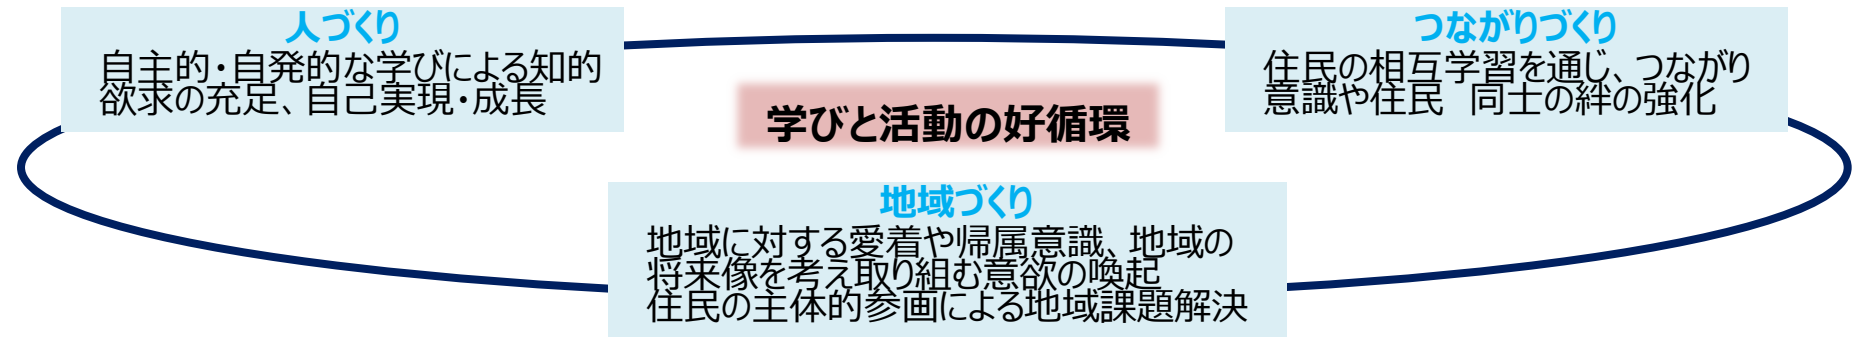 人づくり
自主的・自発的な学びによる知的
欲求の充足、自己実現・成長
つながりづくり
住民の相互学習を通じ、つながり
意識や住民　同士の絆の強化
学びと活動の好循環
地域づくり
地域に対する愛着や帰属意識、地域の
将来像を考え取り組む意欲の喚起
住民の主体的参画による地域課題解決